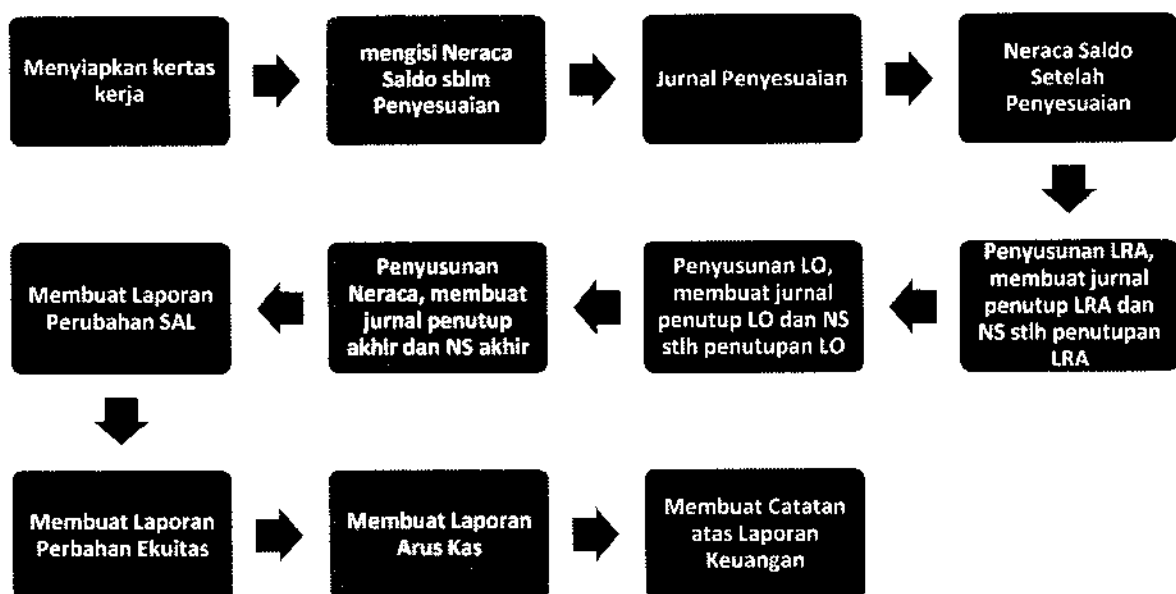 Menyiapkan kertas
kerja
mengisi Neraca
Saldo sblm
Penyesuaian
Jurnal Penyesuaian
Neraca Saldo
Setelah
Penyesuaian
Penyusunan LRA,
membuat jurnal
penutup LRA dan
NS stlh penutupan
LRA
Penyusunan LO,
membuat jurnal
penutup LO dan NS
stlh penutupan LO
Penyusunan
Neraca, membuat
jurnal penutup
akhir dan NS akhir
Membuat Laporan
Perubahan SAL
Membuat Laporan
Perbahan Ekuitas
Membuat Laporan
Arus Kas
Membuat Catatan
atas Laporan
Keuangan